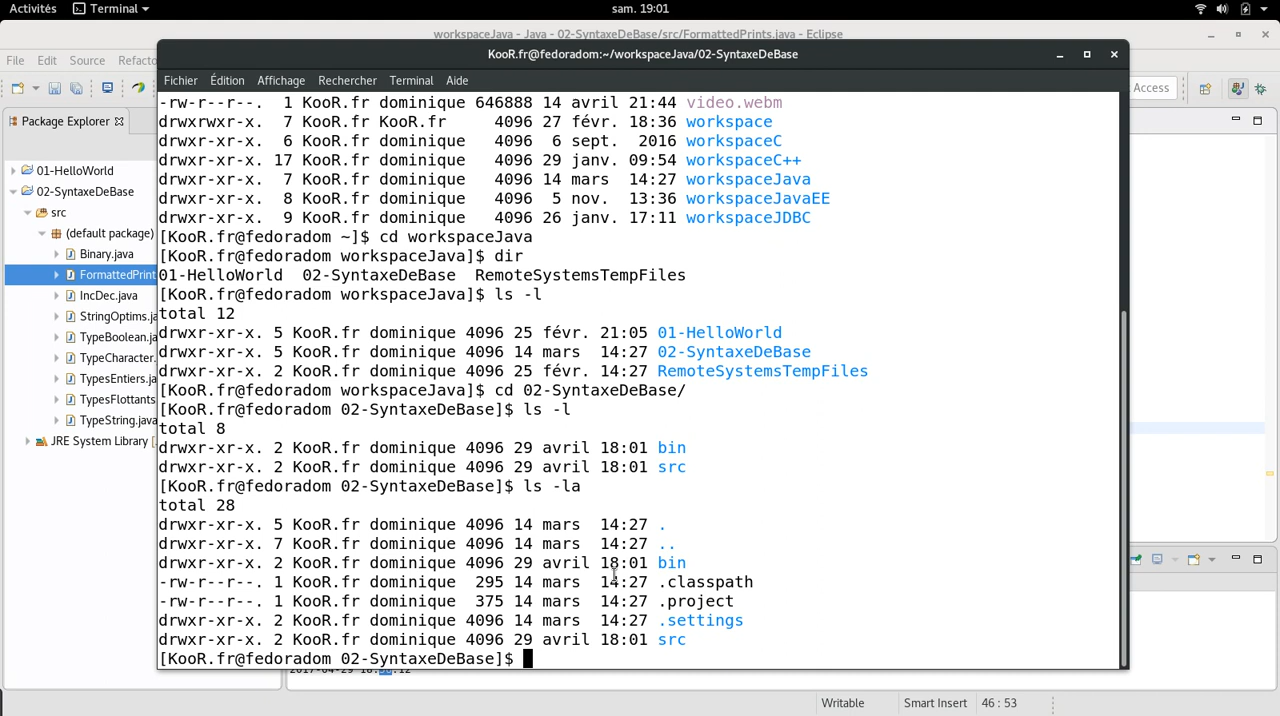 Activités Terminal sam. 19:01
workspaceJava - Java - 02-SyntaxeDeBase/src/FormattedPrints.java - Eclipse
KooR.fr@fedoradom:~/workspaceJava/02-SyntaxeDeBase
File Edit Source Refacto
Fichier Édition Affichage Rechercher Terminal Aide
Access
Package Explorer
01-HelloWorld
02-SyntaxeDeBase
src
(default package)
Binary.java
FormattedPrint
IncDec.java
StringOptims.ja
TypeBoolean.ja
TypeCharacter.
TypesEntiers.ja
TypesFlottants
TypeString.java
JRE System Library
-rw-r--r--. 1 KooR.fr dominique 646888 14 avril 21:44 video.webm
drwxrwxr-x. 7 KooR.fr KooR.fr 4096 27 févr. 18:36 workspace
drwxr-xr-x. 6 KooR.fr dominique 4096 6 sept. 2016 workspaceC
drwxr-xr-x. 17 KooR.fr dominique 4096 29 janv. 09:54 workspaceC++
drwxr-xr-x. 7 KooR.fr dominique 4096 14 mars 14:27 workspaceJava
drwxr-xr-x. 8 KooR.fr dominique 4096 5 nov. 13:36 workspaceJavaEE
drwxr-xr-x. 9 KooR.fr dominique 4096 26 janv. 17:11 workspaceJDBC
[KooR.fr@fedoradom ~]$ cd workspaceJava
[KooR.fr@fedoradom workspaceJava]$ dir
01-HelloWorld 02-SyntaxeDeBase RemoteSystemsTempFiles
[KooR.fr@fedoradom workspaceJava]$ ls -l
total 12
drwxr-xr-x. 5 KooR.fr dominique 4096 25 févr. 21:05 01-HelloWorld
drwxr-xr-x. 5 KooR.fr dominique 4096 14 mars 14:27 02-SyntaxeDeBase
drwxr-xr-x. 2 KooR.fr dominique 4096 25 févr. 14:27 RemoteSystemsTempFiles
[KooR.fr@fedoradom workspaceJava]$ cd 02-SyntaxeDeBase/
[KooR.fr@fedoradom 02-SyntaxeDeBase]$ ls -l
total 8
drwxr-xr-x. 2 KooR.fr dominique 4096 29 avril 18:01 bin
drwxr-xr-x. 2 KooR.fr dominique 4096 29 avril 18:01 src
[KooR.fr@fedoradom 02-SyntaxeDeBase]$ ls -la
total 28
drwxr-xr-x. 5 KooR.fr dominique 4096 14 mars 14:27 .
drwxr-xr-x. 7 KooR.fr dominique 4096 14 mars 14:27 ..
drwxr-xr-x. 2 KooR.fr dominique 4096 29 avril 18:01 bin
-rw-r--r--. 1 KooR.fr dominique 295 14 mars 14:27 .classpath
-rw-r--r--. 1 KooR.fr dominique 375 14 mars 14:27 .project
drwxr-xr-x. 2 KooR.fr dominique 4096 14 mars 14:27 .settings
drwxr-xr-x. 2 KooR.fr dominique 4096 29 avril 18:01 src
[KooR.fr@fedoradom 02-SyntaxeDeBase]$
Writable Smart Insert 46 : 53